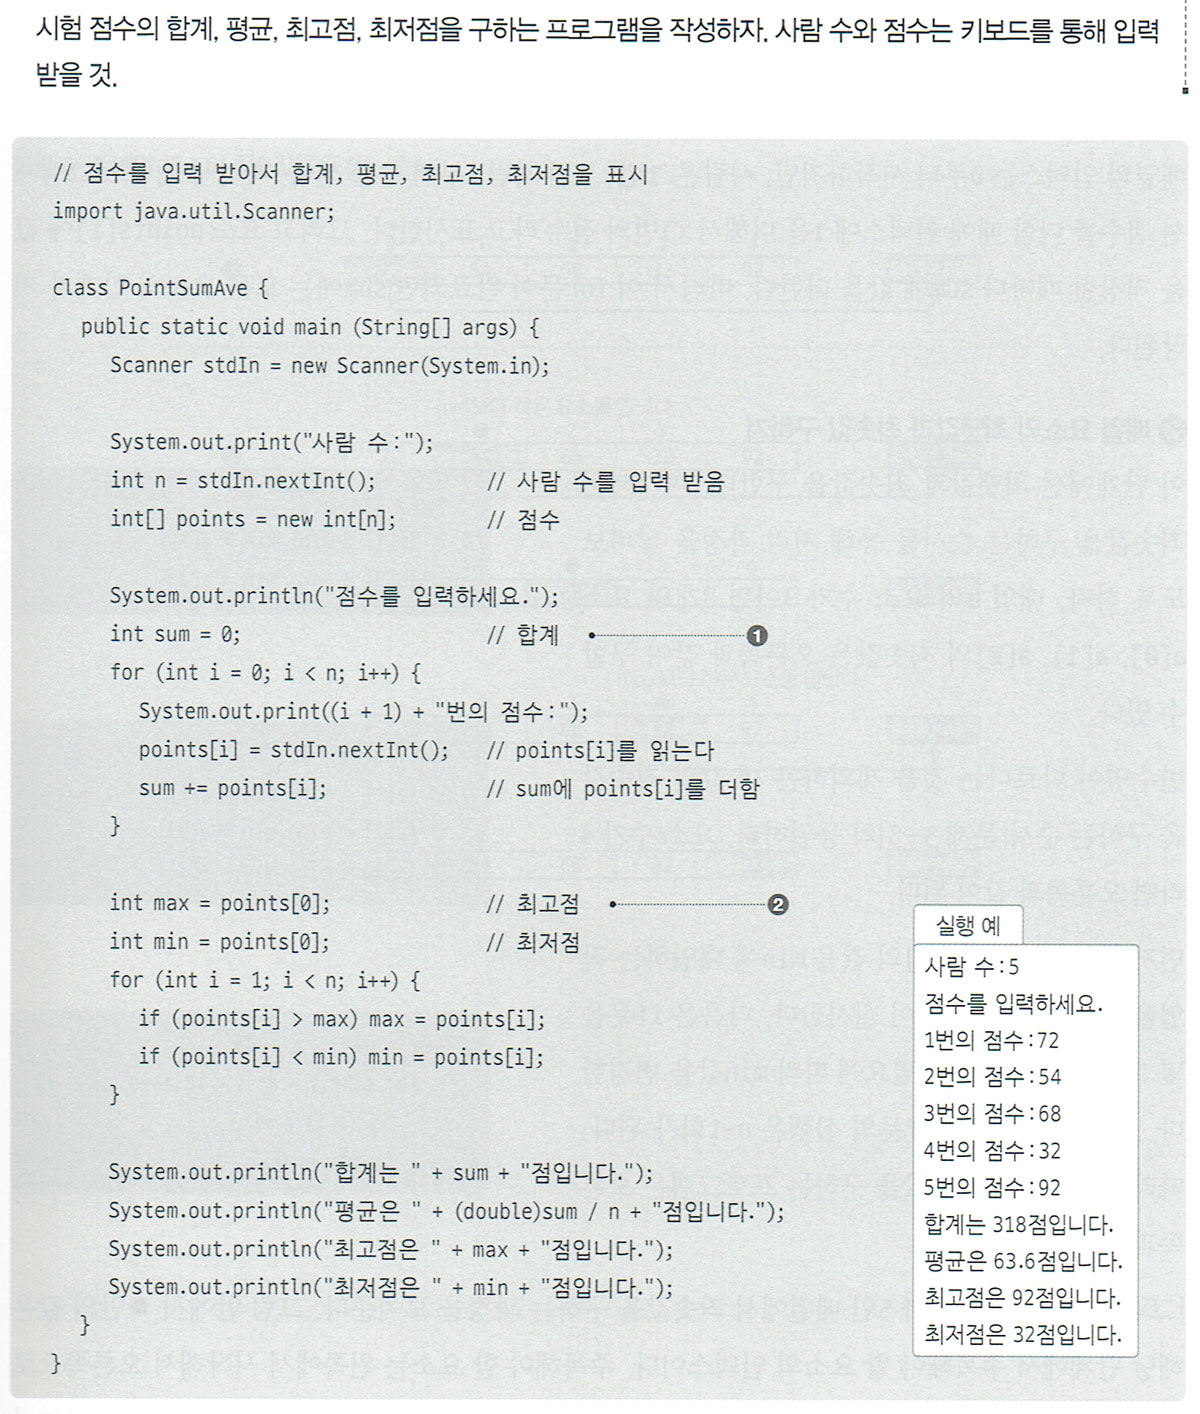 시험 점수의 합계, 평균, 최고점, 최저점을 구하는 프로그램을 작성하자. 사람 수와 점수는 키보드를 통해 입력
받을 것.
// 점수를 입력 받아서 합계, 평균, 최고점, 최저점을 표시
import java.util.Scanner;
class PointSumAve {
public static void main (String[] args) {
Scanner stdIn = new Scanner(System.in);
System.out.print("사람 수:");
int n = stdIn.nextInt(); // 사람 수를 입력 받음
int[] points = new int[n]; // 점수
System.out.println("점수를 입력하세요.");
int sum = 0; // 합계 ❶
for (int i = 0; i < n; i++) {
System.out.print((i + 1) + "번의 점수:");
points[i] = stdIn.nextInt(); // points[i]를 읽는다
sum += points[i]; // sum에 points[i]를 더함
}
int max = points[0]; // 최고점 ❷
int min = points[0]; // 최저점
for (int i = 1; i < n; i++) {
if (points[i] > max) max = points[i];
if (points[i] < min) min = points[i];
}
System.out.println("합계는 " + sum + "점입니다.");
System.out.println("평균은 " + (double)sum / n + "점입니다.");
System.out.println("최고점은 " + max + "점입니다.");
System.out.println("최저점은 " + min + "점입니다.");
}
}
실행 예
사람 수:5
점수를 입력하세요.
1번의 점수:72
2번의 점수:54
3번의 점수:68
4번의 점수:32
5번의 점수:92
합계는 318점입니다.
평균은 63.6점입니다.
최고점은 92점입니다.
최저점은 32점입니다.